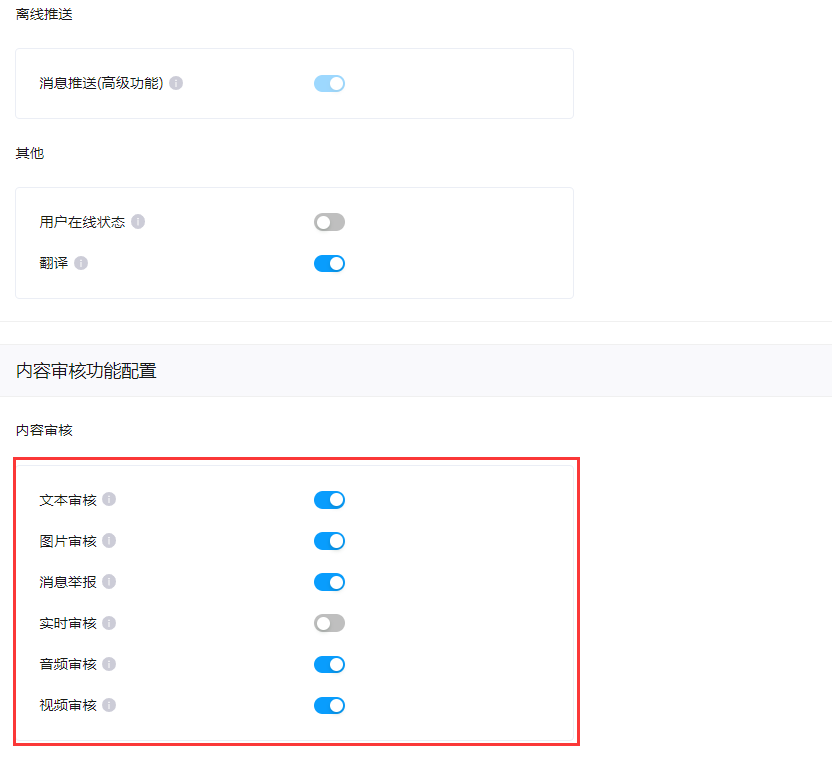 离线推送
消息推送(高级功能)
其他
用户在线状态
翻译
内容审核功能配置
内容审核
文本审核
图片审核
消息举报
实时审核
音频审核
视频审核